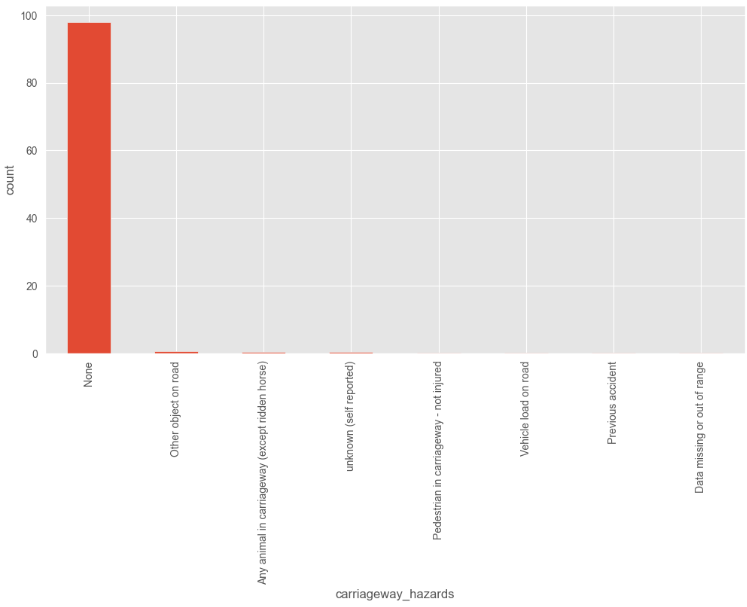 100
80
60
40
20
0
count
None
Other object on road
Any animal in carriageway (except ridden horse)
unknown (self reported)
Pedestrian in carriageway - not injured
Vehicle load on road
Previous accident
Data missing or out of range
carriageway_hazards